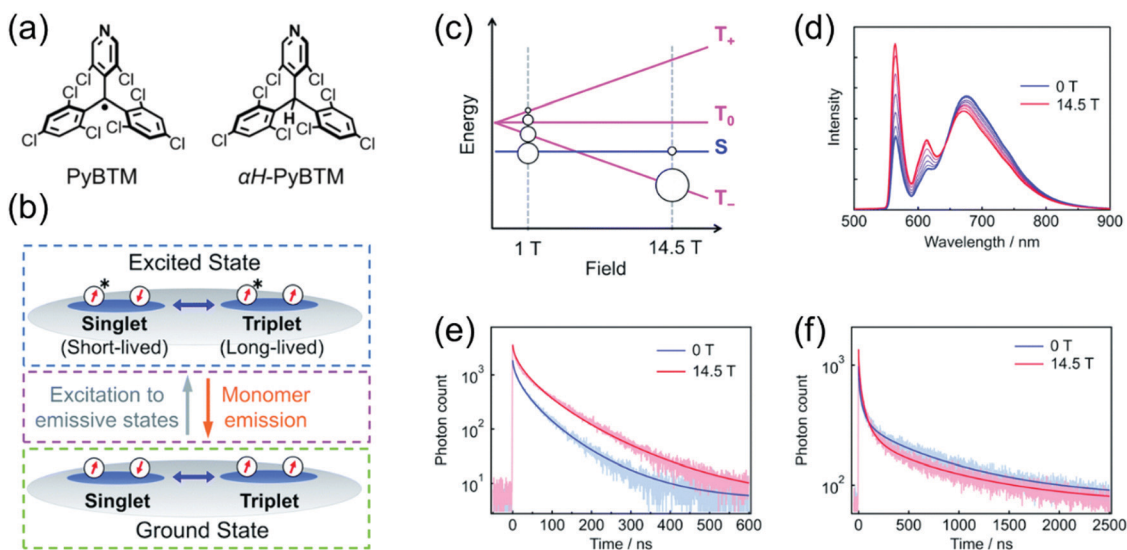 (a)
N
Cl
Cl
Cl
Cl
Cl
Cl
Cl
Cl
PyBTM
N
Cl
Cl
Cl
Cl
H
Cl
Cl
Cl
Cl
αH-PyBTM
(b)
Excited State
* *
Singlet Triplet
(Short-lived) (Long-lived)
Excitation to Monomer
emissive states emission
Singlet Triplet
Ground State
(c)
Energy
T+
T0
S
T−
1 T 14.5 T
Field
(d)
Intensity
0 T
14.5 T
500 600 700 800 900
Wavelength / nm
(e)
Photon count
10³
10²
10¹
0 T
14.5 T
0 100 200 300 400 500 600
Time / ns
(f)
Photon count
10³
10²
0 T
14.5 T
0 500 1000 1500 2000 2500
Time / ns